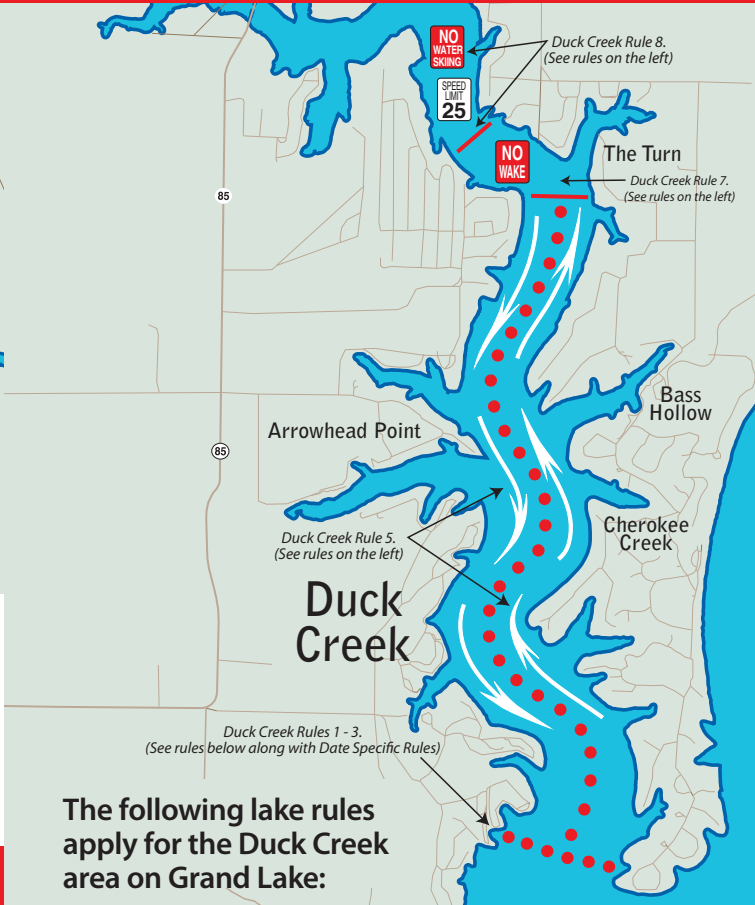 NO
WATER
SKIING
Duck Creek Rule 8.
(See rules on the left)
SPEED
LIMIT
25
NO
WAKE
The Turn
Duck Creek Rule 7.
(See rules on the left)
85
Bass
Hollow
Arrowhead Point
85
Cherokee
Creek
Duck Creek Rule 5.
(See rules on the left)
Duck
Creek
Duck Creek Rules 1 - 3.
(See rules below along with Date Specific Rules)
The following lake rules
apply for the Duck Creek
area on Grand Lake: